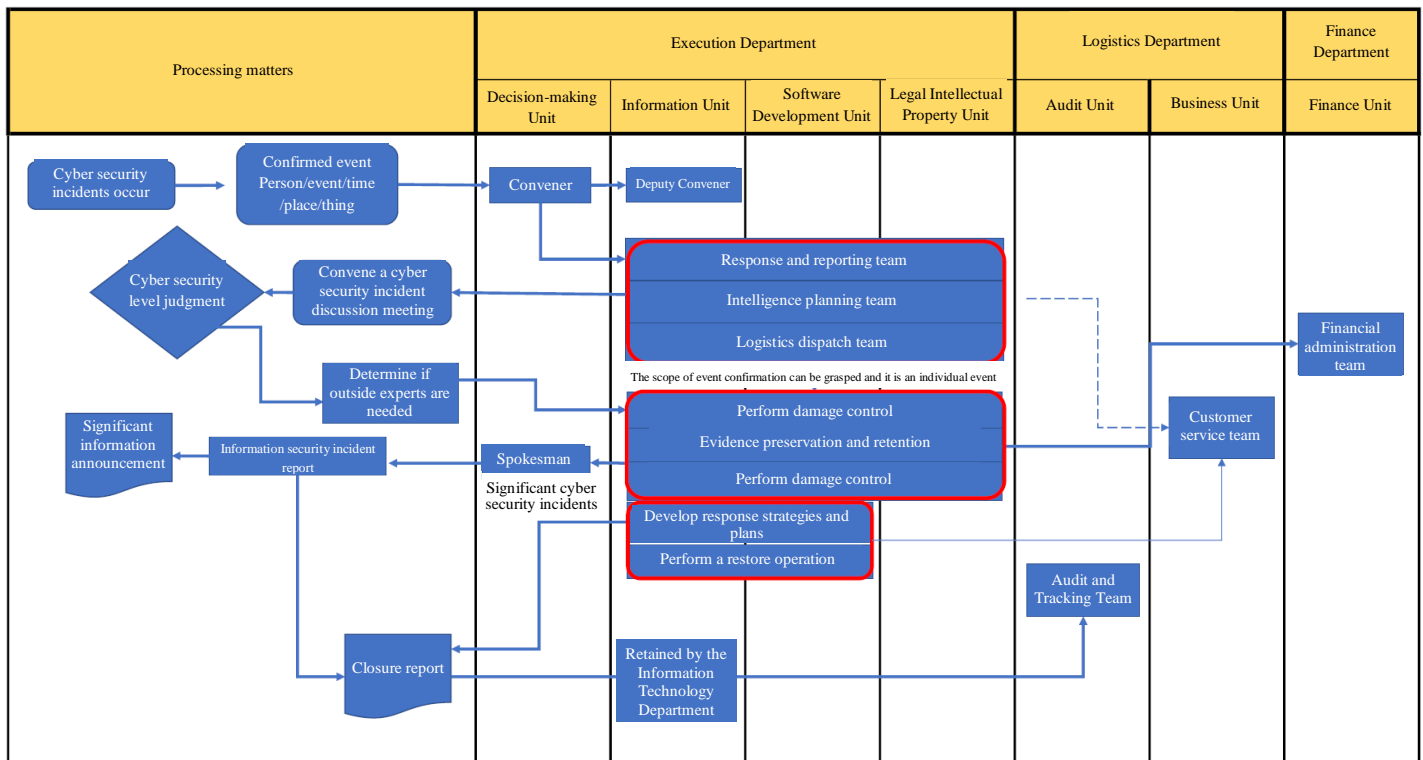 Processing matters
Execution Department
Logistics Department
Finance
Department
Decision-making
Unit
Information Unit
Software
Development Unit
Legal Intellectual
Property Unit
Audit Unit
Business Unit
Finance Unit
Cyber security
incidents occur
Confirmed event
Person/event/time
/place/thing
Convener
Deputy Convener
Response and reporting team
Intelligence planning team
Logistics dispatch team
Convene a cyber
security incident
discussion meeting
Cyber security
level judgment
Financial
administration
team
Determine if
outside experts are
needed
The scope of event confirmation can be grasped and it is an individual event
Perform damage control
Evidence preservation and retention
Perform damage control
Customer
service team
Significant
information
announcement
Information security incident
report
Spokesman
Significant cyber
security incidents
Develop response strategies and
plans
Perform a restore operation
Audit and
Tracking Team
Closure report
Retained by the
Information
Technology
Department